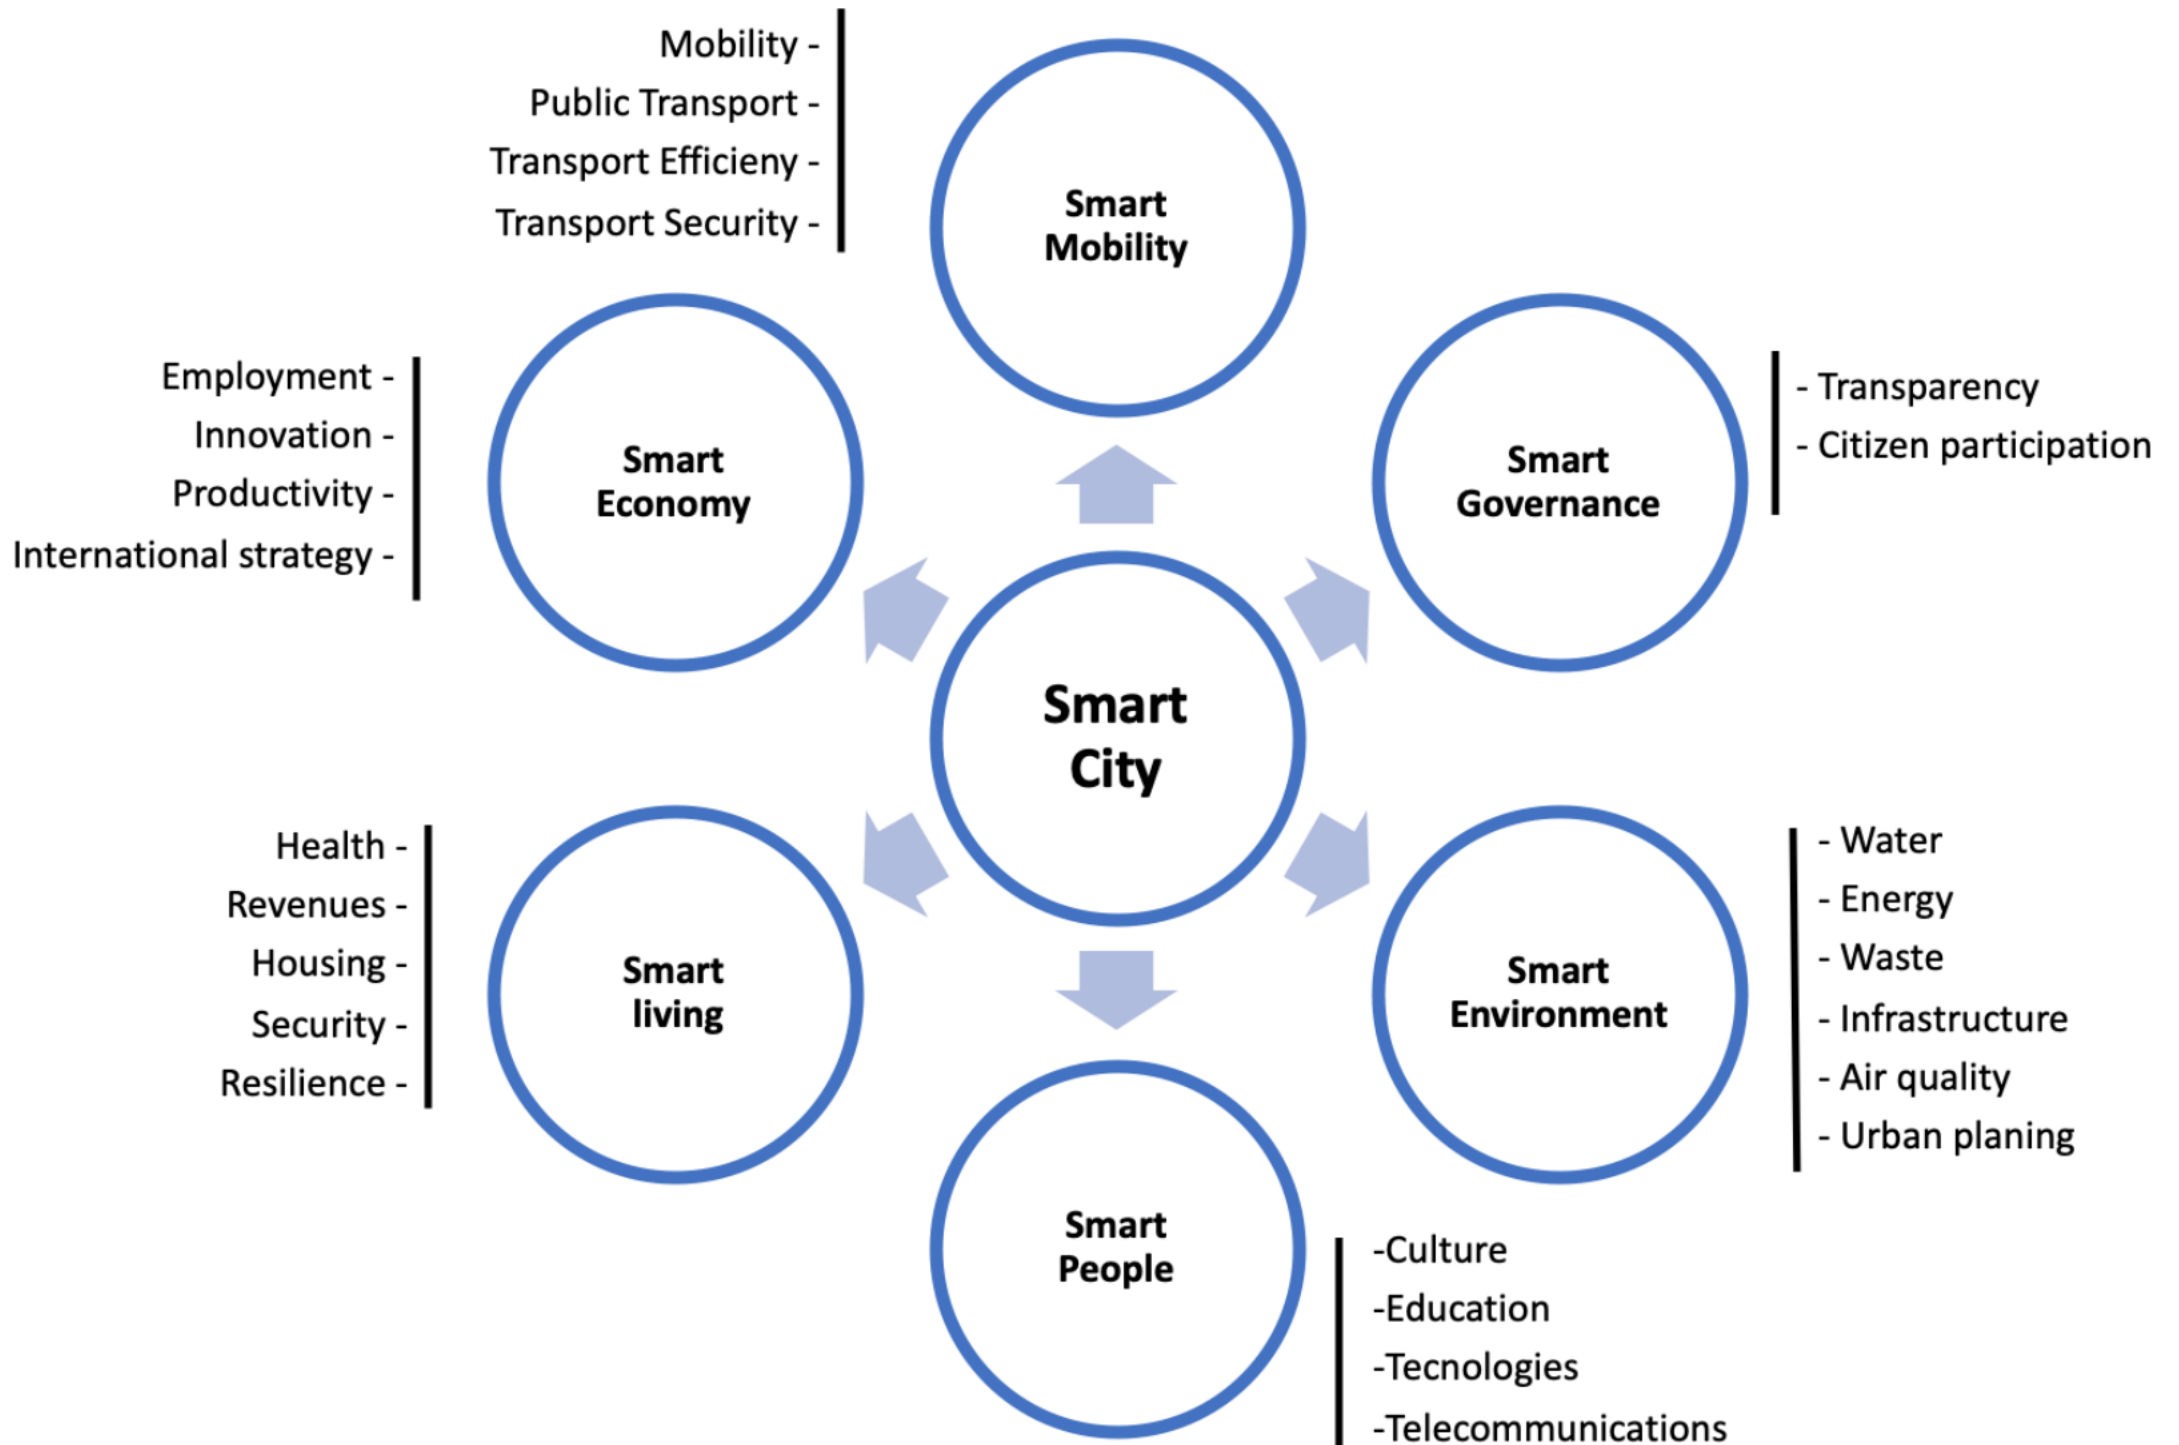 Mobility -
Public Transport -
Transport Efficieny -
Transport Security -
Smart
Mobility
Employment -
Innovation -
Productivity -
International strategy -
Smart
Economy
Smart
Governance
- Transparency
- Citizen participation
Smart
City
Health -
Revenues -
Housing -
Security -
Resilience -
Smart
living
Smart
Environment
- Water
- Energy
- Waste
- Infrastructure
- Air quality
- Urban planing
Smart
People
-Culture
-Education
-Tecnologies
-Telecommunications